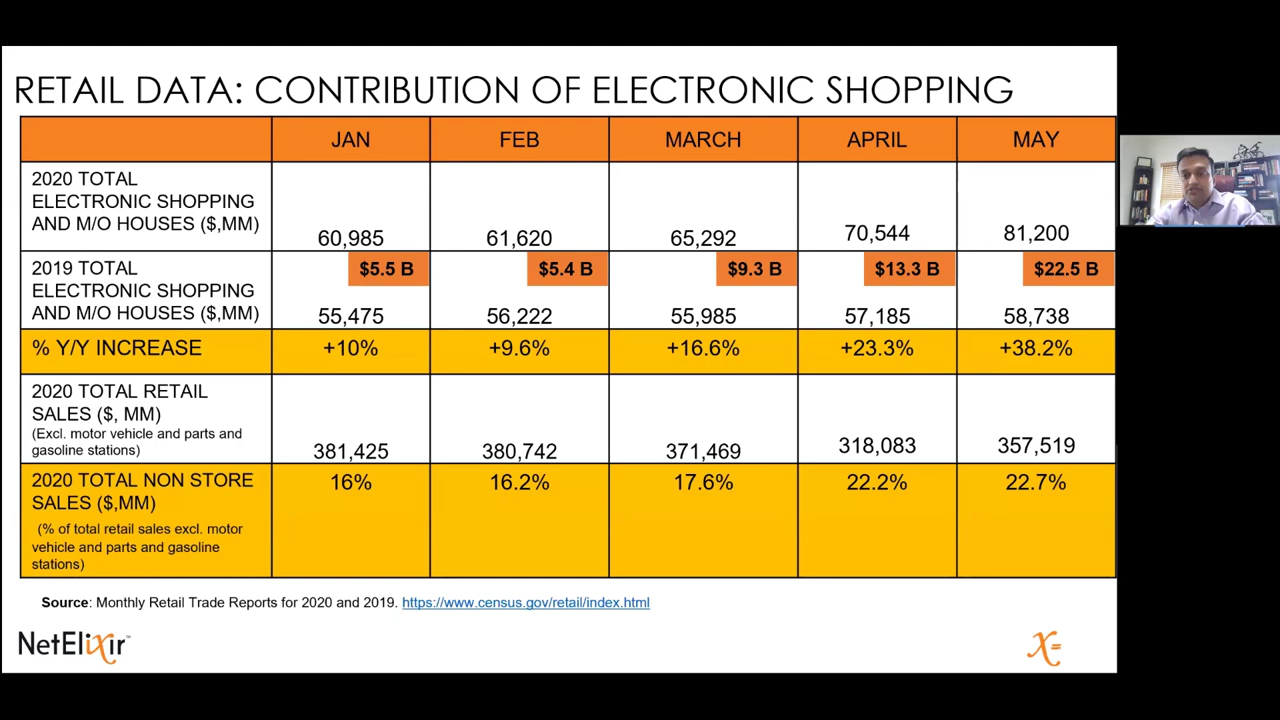 RETAIL DATA: CONTRIBUTION OF ELECTRONIC SHOPPING
JAN FEB MARCH APRIL MAY
2020 TOTAL
ELECTRONIC SHOPPING
AND M/O HOUSES ($,MM)
60,985 61,620 65,292 70,544 81,200
2019 TOTAL
ELECTRONIC SHOPPING
AND M/O HOUSES ($,MM)
$5.5 B $5.4 B $9.3 B $13.3 B $22.5 B
55,475 56,222 55,985 57,185 58,738
% Y/Y INCREASE +10% +9.6% +16.6% +23.3% +38.2%
2020 TOTAL RETAIL
SALES ($, MM)
(Excl. motor vehicle and parts and
gasoline stations)
381,425 380,742 371,469 318,083 357,519
2020 TOTAL NON STORE
SALES ($,MM)
(% of total retail sales excl. motor
vehicle and parts and gasoline
stations)
16% 16.2% 17.6% 22.2% 22.7%
Source: Monthly Retail Trade Reports for 2020 and 2019. https://www.census.gov/retail/index.html
NetElixir™
X=